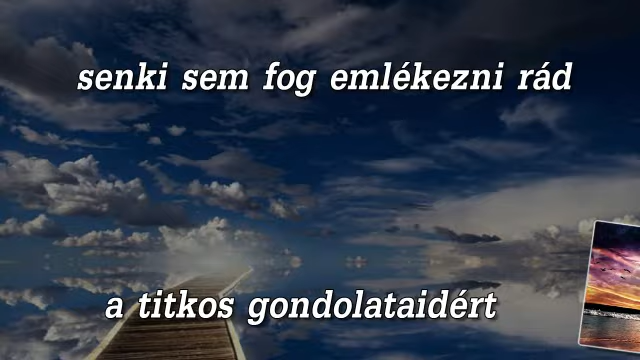 senki sem fog emlékezni rád
a titkos gondolataidért